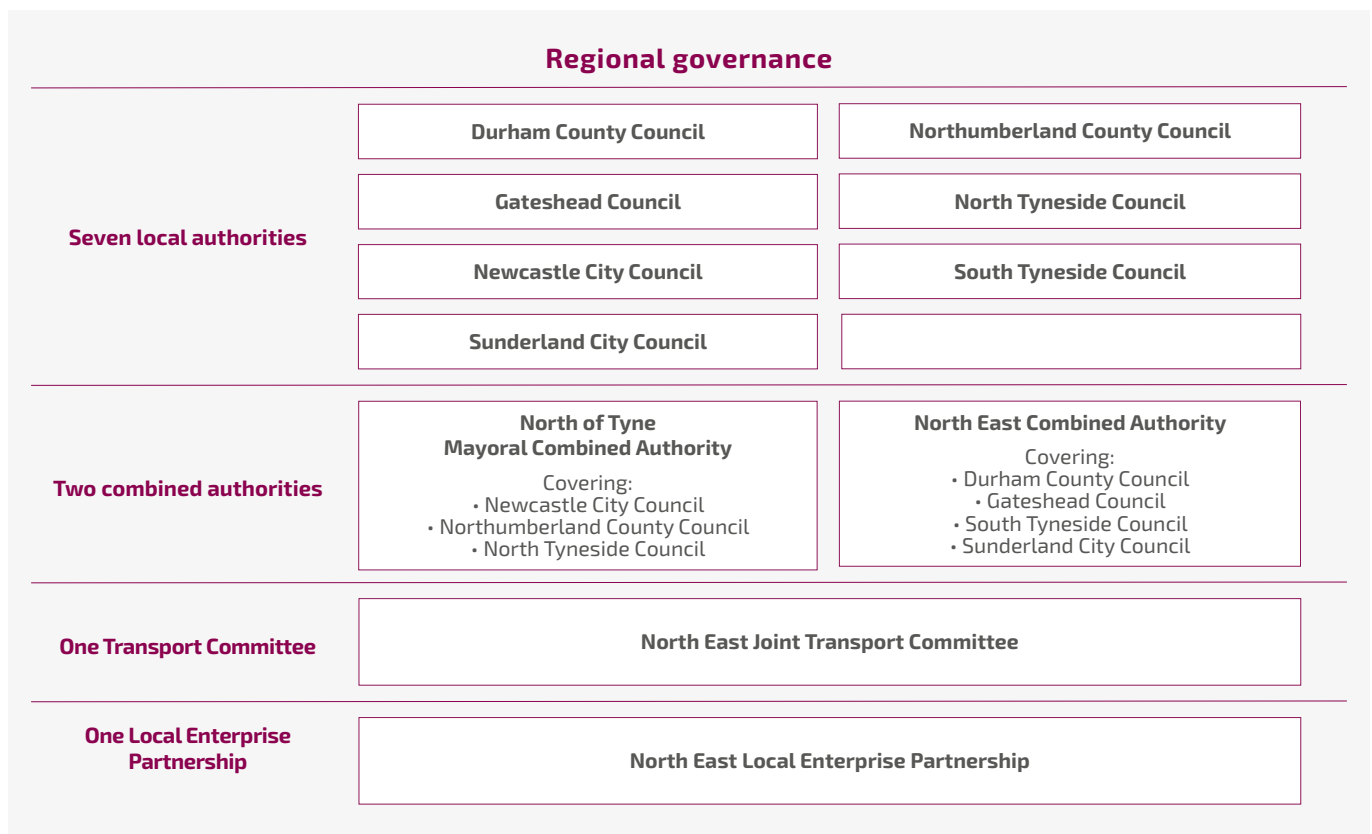 Regional governance
Seven local authorities
Durham County Council
Northumberland County Council
Gateshead Council
North Tyneside Council
Newcastle City Council
South Tyneside Council
Sunderland City Council
Two combined authorities
North of Tyne
Mayoral Combined Authority
Covering:
• Newcastle City Council
• Northumberland County Council
• North Tyneside Council
North East Combined Authority
Covering:
• Durham County Council
• Gateshead Council
• South Tyneside Council
• Sunderland City Council
One Transport Committee
North East Joint Transport Committee
One Local Enterprise
Partnership
North East Local Enterprise Partnership